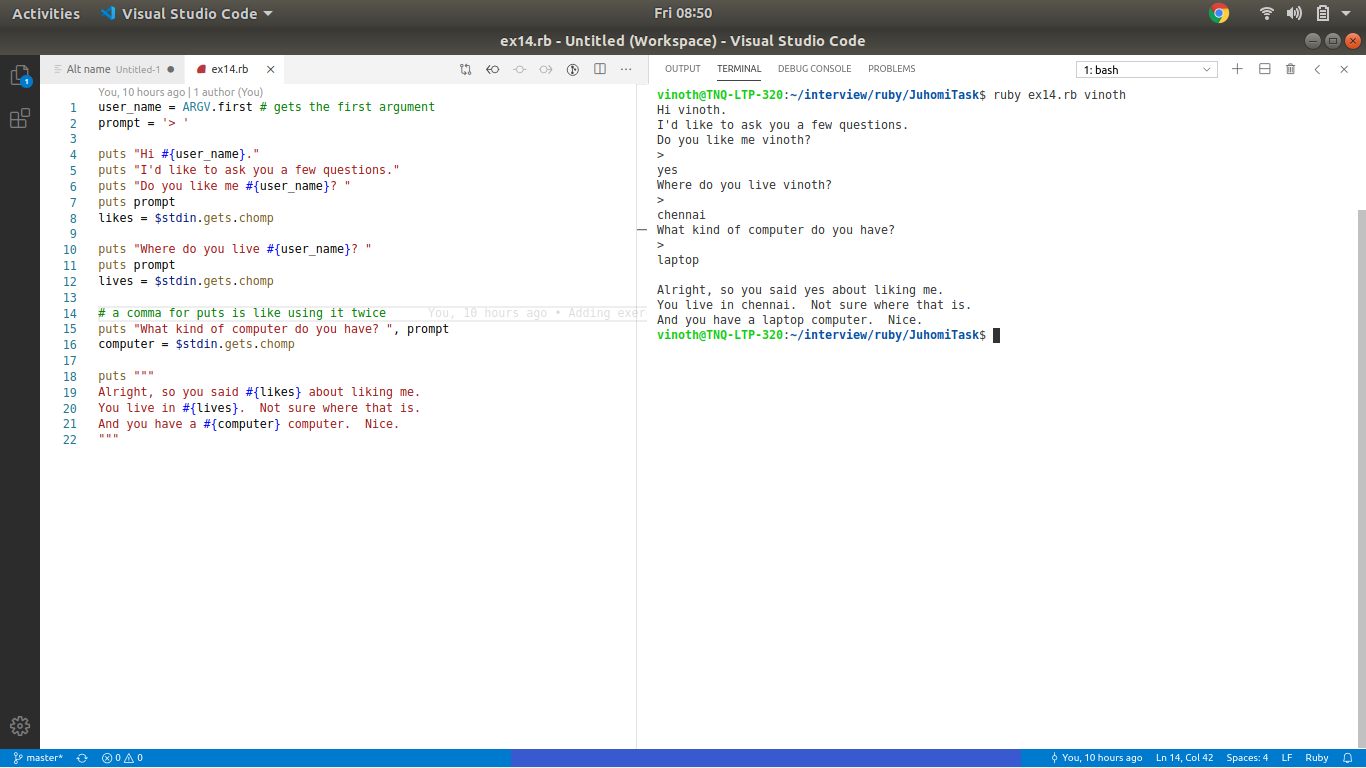 Activities Visual Studio Code Fri 08:50
ex14.rb - Untitled (Workspace) - Visual Studio Code
Alt name Untitled-1 ex14.rb
You, 10 hours ago | 1 author (You)
1 user_name = ARGV.first # gets the first argument
2 prompt = '> '
3
4 puts "Hi #{user_name}."
5 puts "I'd like to ask you a few questions."
6 puts "Do you like me #{user_name}? "
7 puts prompt
8 likes = $stdin.gets.chomp
9
10 puts "Where do you live #{user_name}? "
11 puts prompt
12 lives = $stdin.gets.chomp
13
14 # a comma for puts is like using it twice You, 10 hours ago • Adding exer
15 puts "What kind of computer do you have? ", prompt
16 computer = $stdin.gets.chomp
17
18 puts """
19 Alright, so you said #{likes} about liking me.
20 You live in #{lives}.  Not sure where that is.
21 And you have a #{computer} computer.  Nice.
22 """
OUTPUT TERMINAL DEBUG CONSOLE PROBLEMS 1: bash
vinoth@TNQ-LTP-320:~/interview/ruby/JuhomiTask$ ruby ex14.rb vinoth
Hi vinoth.
I'd like to ask you a few questions.
Do you like me vinoth?
>
yes
Where do you live vinoth?
>
chennai
What kind of computer do you have?
>
laptop

Alright, so you said yes about liking me.
You live in chennai.  Not sure where that is.
And you have a laptop computer.  Nice.
vinoth@TNQ-LTP-320:~/interview/ruby/JuhomiTask$
1
master* 0 0 You, 10 hours ago Ln 14, Col 42 Spaces: 4 LF Ruby